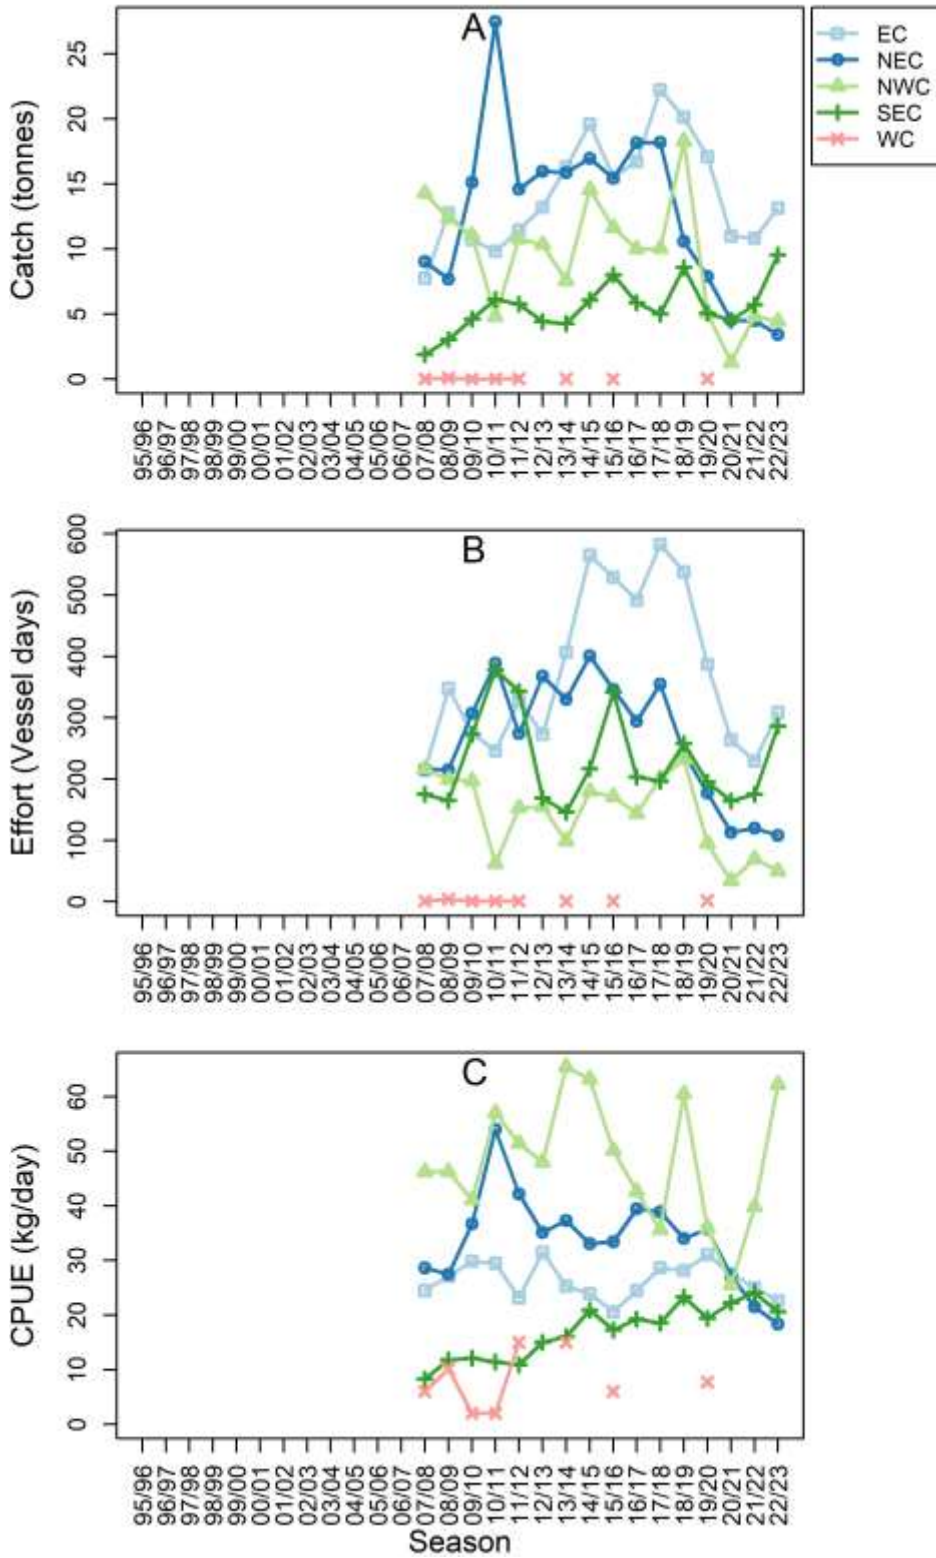 A
EC
NEC
NWC
SEC
WC
Catch (tonnes)
25
20
15
10
5
0
95/96 96/97 97/98 98/99 99/00 00/01 01/02 02/03 03/04 04/05 05/06 06/07 07/08 08/09 09/10 10/11 11/12 12/13 13/14 14/15 15/16 16/17 17/18 18/19 19/20 20/21 21/22 22/23
B
Effort (Vessel days)
600
500
400
300
200
100
0
95/96 96/97 97/98 98/99 99/00 00/01 01/02 02/03 03/04 04/05 05/06 06/07 07/08 08/09 09/10 10/11 11/12 12/13 13/14 14/15 15/16 16/17 17/18 18/19 19/20 20/21 21/22 22/23
C
CPUE (kg/day)
60
50
40
30
20
10
0
95/96 96/97 97/98 98/99 99/00 00/01 01/02 02/03 03/04 04/05 05/06 06/07 07/08 08/09 09/10 10/11 11/12 12/13 13/14 14/15 15/16 16/17 17/18 18/19 19/20 20/21 21/22 22/23
Season